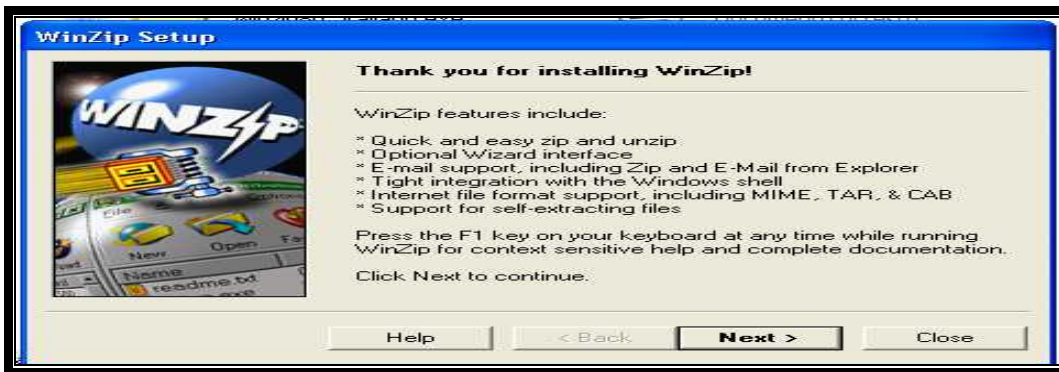 WinZip Setup
Thank you for installing WinZip!
WINZIP
WinZip features include:
* Quick and easy zip and unzip
* Optional Wizard interface
* E-mail support, including Zip and E-Mail from Explorer
* Tight integration with the Windows shell
* Internet file format support, including MIME, TAR, & CAB
* Support for self-extracting files
File
New Open
Press the F1 key on your keyboard at any time while running
WinZip for context sensitive help and complete documentation.
Name
readme.txt
Click Next to continue.
Help < Back Next > Close